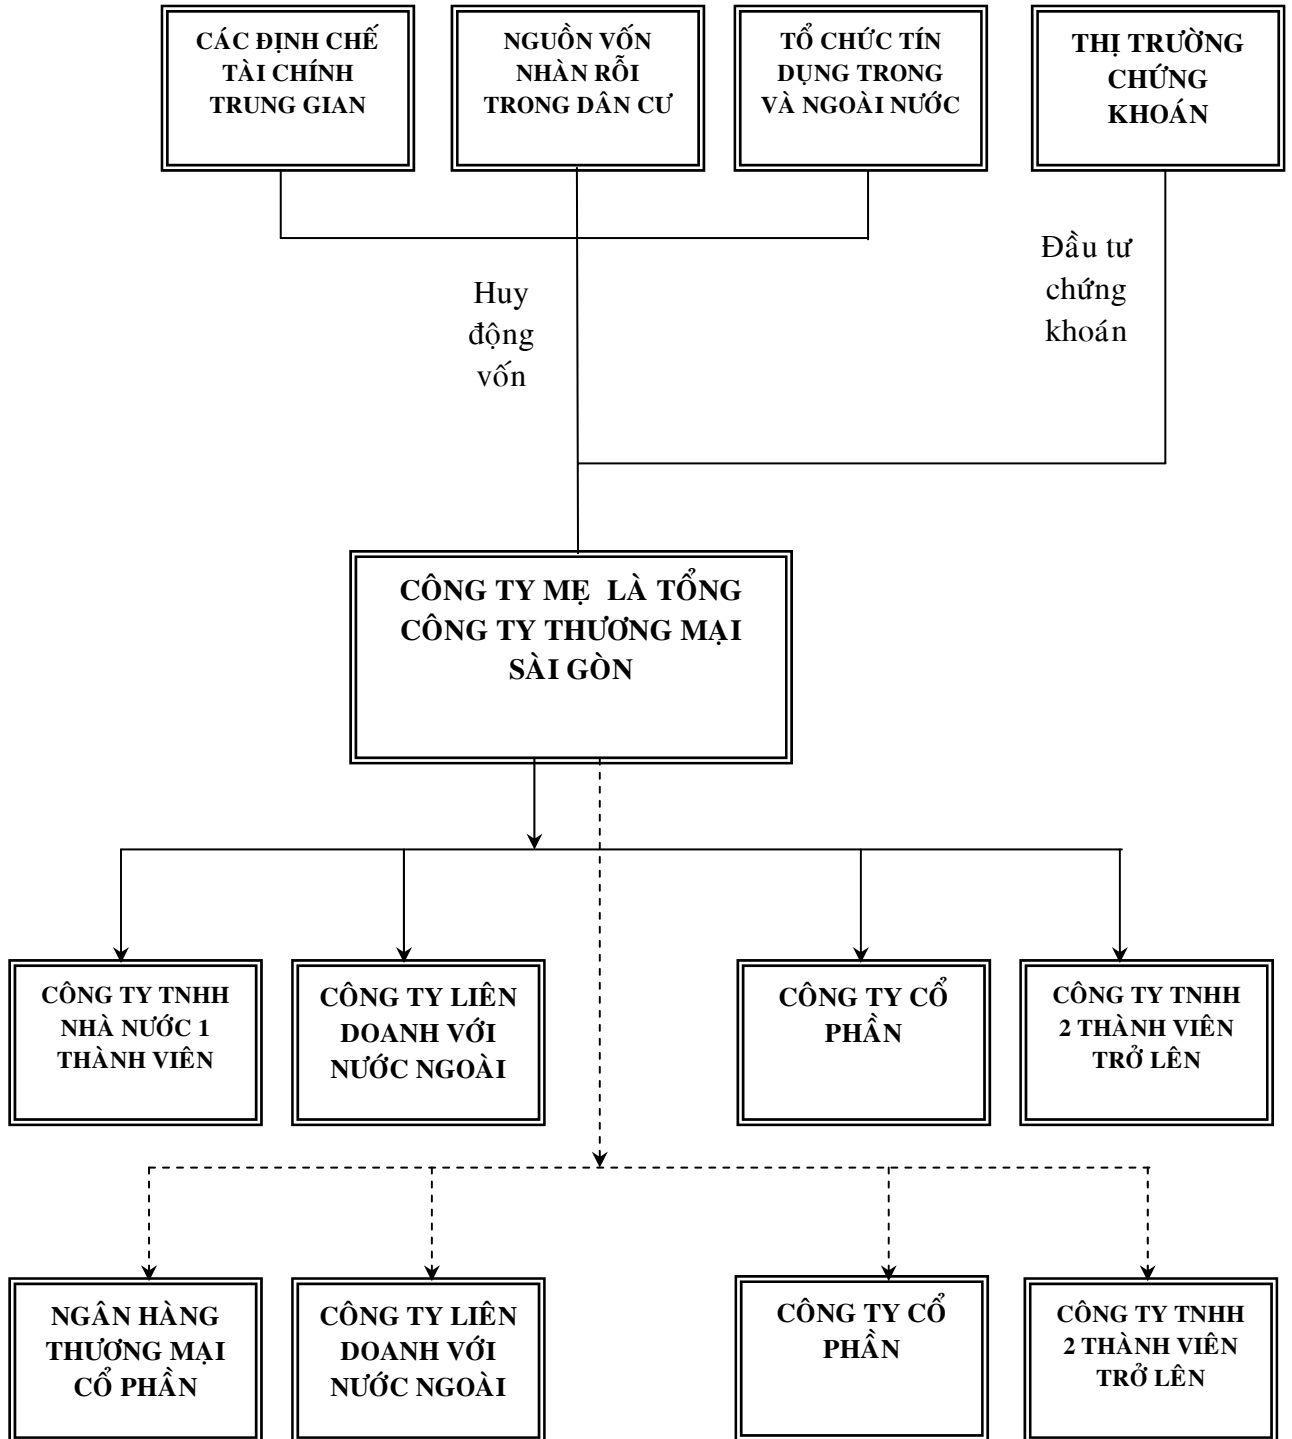 CÁC ĐỊNH CHẾ
TÀI CHÍNH
TRUNG GIAN
NGUỒN VỐN
NHÀN RỖI
TRONG DÂN CƯ
TỔ CHỨC TÍN
DỤNG TRONG
VÀ NGOÀI NƯỚC
THỊ TRƯỜNG
CHỨNG
KHOÁN
Huy
động
vốn
Đầu tư
chứng
khoán
CÔNG TY MẸ LÀ TỔNG
CÔNG TY THƯƠNG MẠI
SÀI GÒN
CÔNG TY TNHH
NHÀ NƯỚC 1
THÀNH VIÊN
CÔNG TY LIÊN
DOANH VỚI
NƯỚC NGOÀI
CÔNG TY CỔ
PHẦN
CÔNG TY TNHH
2 THÀNH VIÊN
TRỞ LÊN
NGÂN HÀNG
THƯƠNG MẠI
CỔ PHẦN
CÔNG TY LIÊN
DOANH VỚI
NƯỚC NGOÀI
CÔNG TY CỔ
PHẦN
CÔNG TY TNHH
2 THÀNH VIÊN
TRỞ LÊN